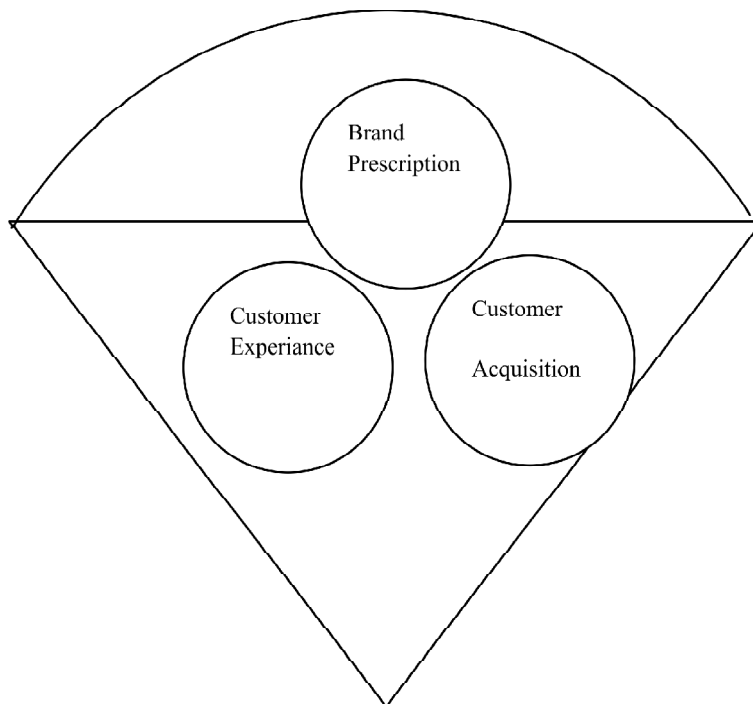 Brand
Prescription
Customer
Experiance
Customer
Acquisition